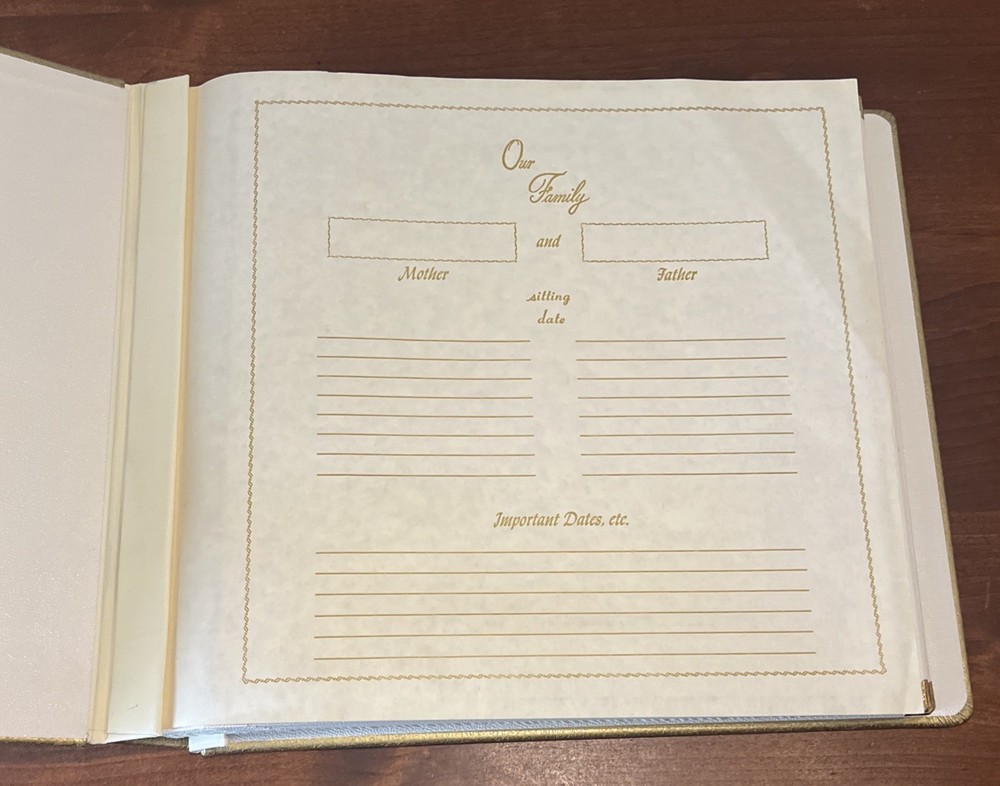 Our
Family
and
Mother Father
sitting
date
Important Dates, etc.